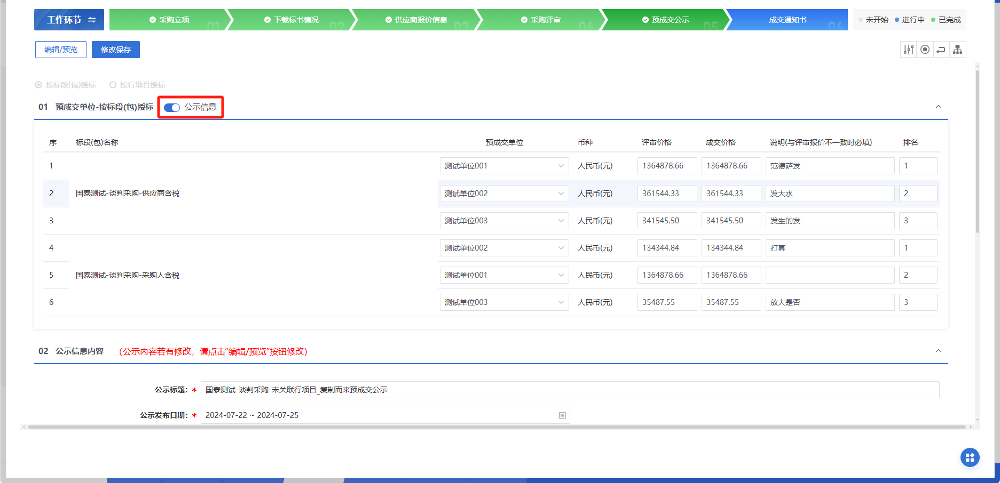 工作环节
采购立项 01
下载标书情况 02
供应商报价信息 03
采购评审 04
预成交公示 05
成交通知书 06
未开始 进行中 已完成
编辑/预览 修改保存
按标段(包)授标 按行项目授标
01 预成交单位-按标段(包)授标 公示信息
序 标段(包)名称 预成交单位 币种 评审价格 成交价格 说明(与评审报价不一致时必填) 排名
1 测试单位001 人民币(元) 1364878.66 1364878.66 范德萨发 1
2 国泰测试-谈判采购-供应商含税 测试单位002 人民币(元) 361544.33 361544.33 发大水 2
3 测试单位003 人民币(元) 341545.50 341545.50 发生的发 3
4 测试单位002 人民币(元) 134344.84 134344.84 打算 1
5 国泰测试-谈判采购-采购人含税 测试单位001 人民币(元) 1364878.66 1364878.66 2
6 测试单位003 人民币(元) 35487.55 35487.55 放大是否 3
02 公示信息内容 (公示内容若有修改，请点击"编辑/预览"按钮修改)
公示标题：* 国泰测试-谈判采购-未关联行项目_复制而来预成交公示
公示发布日期：* 2024-07-22 ~ 2024-07-25